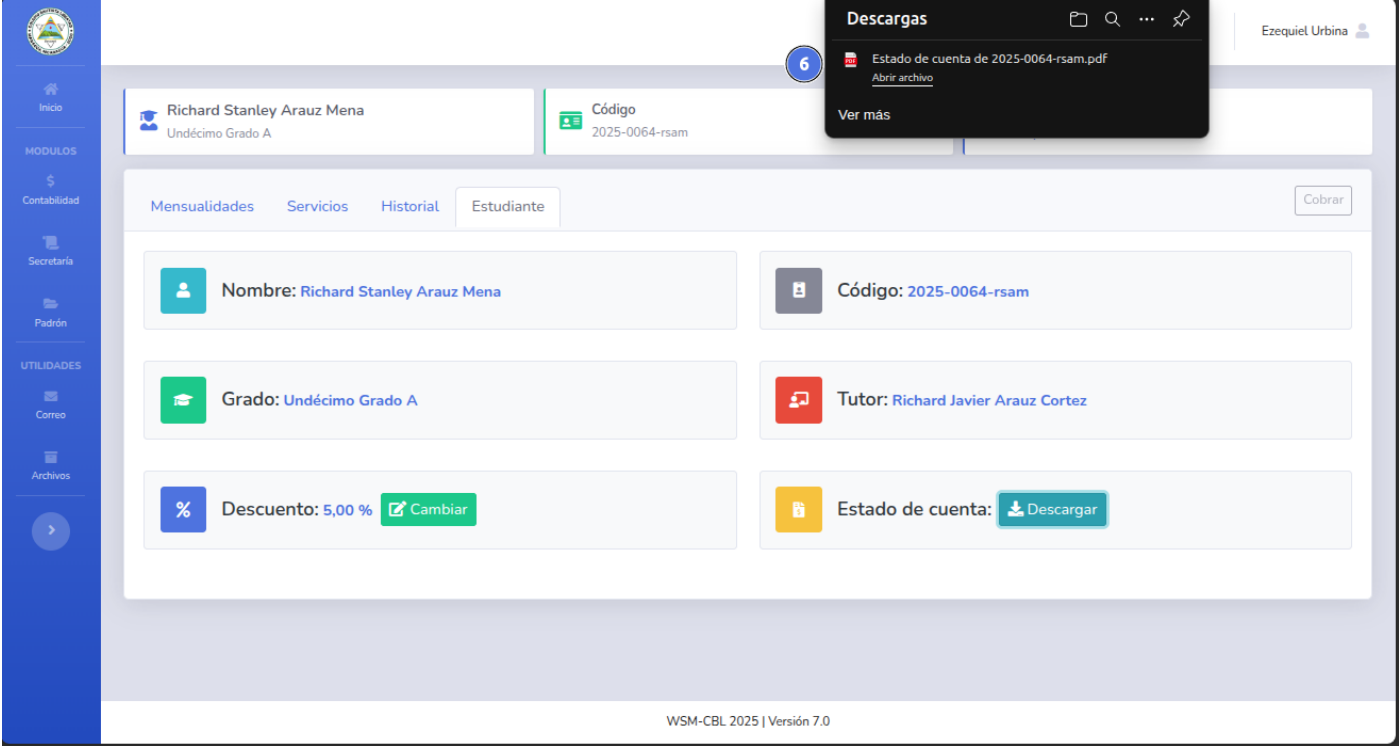 Descargas
Ezequiel Urbina
6
PDF
Estado de cuenta de 2025-0064-rsam.pdf
Abrir archivo
Ver más
Inicio
MODULOS
Contabilidad
Secretaría
Padrón
UTILIDADES
Correo
Archivos
Richard Stanley Arauz Mena
Undécimo Grado A
Código
2025-0064-rsam
Mensualidades Servicios Historial Estudiante
Cobrar
Nombre: Richard Stanley Arauz Mena
Código: 2025-0064-rsam
Grado: Undécimo Grado A
Tutor: Richard Javier Arauz Cortez
Descuento: 5,00 % Cambiar
Estado de cuenta: Descargar
WSM-CBL 2025 | Versión 7.0